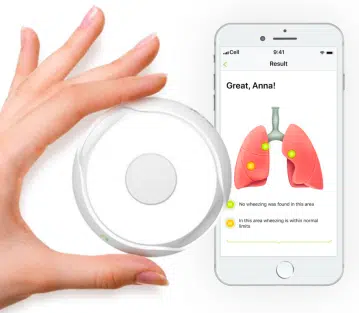 Cell
9:41
Result
Great, Anna!
No wheezing was found in this area
In this area wheezing is within normal
limits